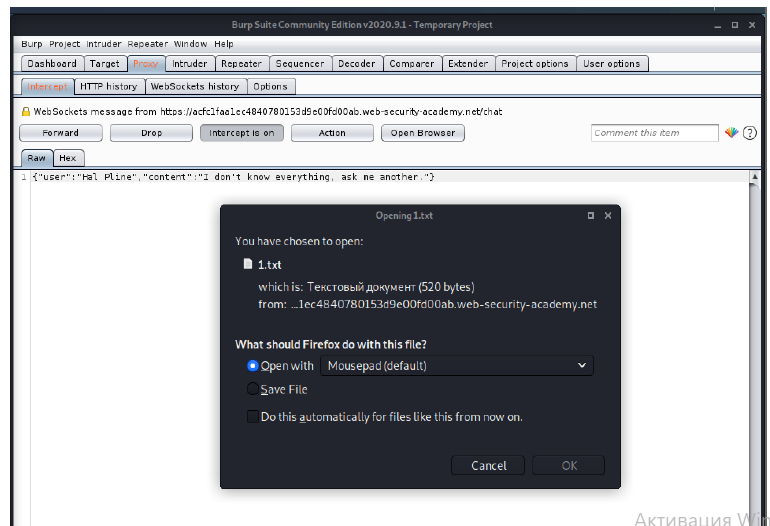 Burp Suite Community Edition v2020.9.1 - Temporary Project
Burp Project Intruder Repeater Window Help
Dashboard Target Proxy Intruder Repeater Sequencer Decoder Comparer Extender Project options User options
Intercept HTTP history WebSockets history Options
WebSockets message from https://acfc1faa1ec4840780153d9e00fd00ab.web-security-academy.net/chat
Forward Drop Intercept is on Action Open Browser Comment this item ?
Raw Hex
1 {"user":"Hal Pline","content":"I don't know everything, ask me another."}
Opening 1.txt
You have chosen to open:
1.txt
which is: Текстовый документ (520 bytes)
from: ...1ec4840780153d9e00fd00ab.web-security-academy.net
What should Firefox do with this file?
Open with Mousepad (default)
Save File
Do this automatically for files like this from now on.
Cancel OK
Активация Win